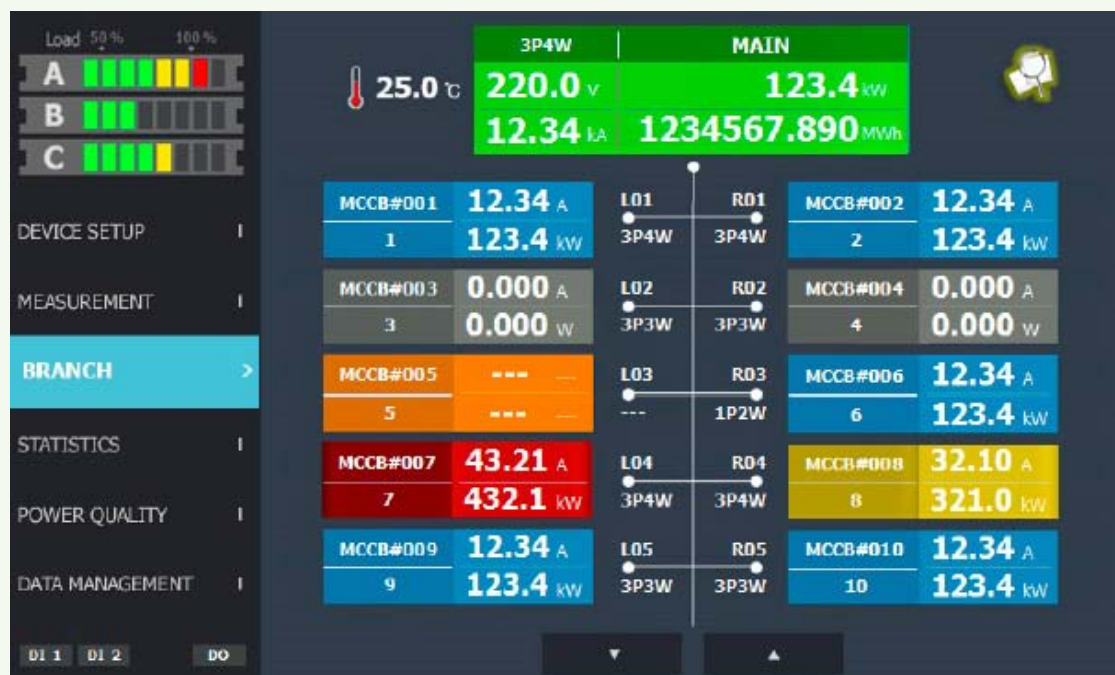 Load 50% 100%
A
B
C
DEVICE SETUP
MEASUREMENT
BRANCH >
STATISTICS
POWER QUALITY
DATA MANAGEMENT
DI 1 DI 2 DO
25.0 ℃
3P4W MAIN
220.0 V 123.4 kW
12.34 kA 1234567.890 MWh
MCCB#001 12.34 A L01 R01 MCCB#002 12.34 A
1 123.4 kW 3P4W 3P4W 2 123.4 kW
MCCB#003 0.000 A L02 R02 MCCB#004 0.000 A
3 0.000 W 3P3W 3P3W 4 0.000 W
MCCB#005 --- --- L03 R03 MCCB#006 12.34 A
5 --- --- --- 1P2W 6 123.4 kW
MCCB#007 43.21 A L04 R04 MCCB#008 32.10 A
7 432.1 kW 3P4W 3P4W 8 321.0 kW
MCCB#009 12.34 A L05 R05 MCCB#010 12.34 A
9 123.4 kW 3P3W 3P3W 10 123.4 kW
▼ ▲